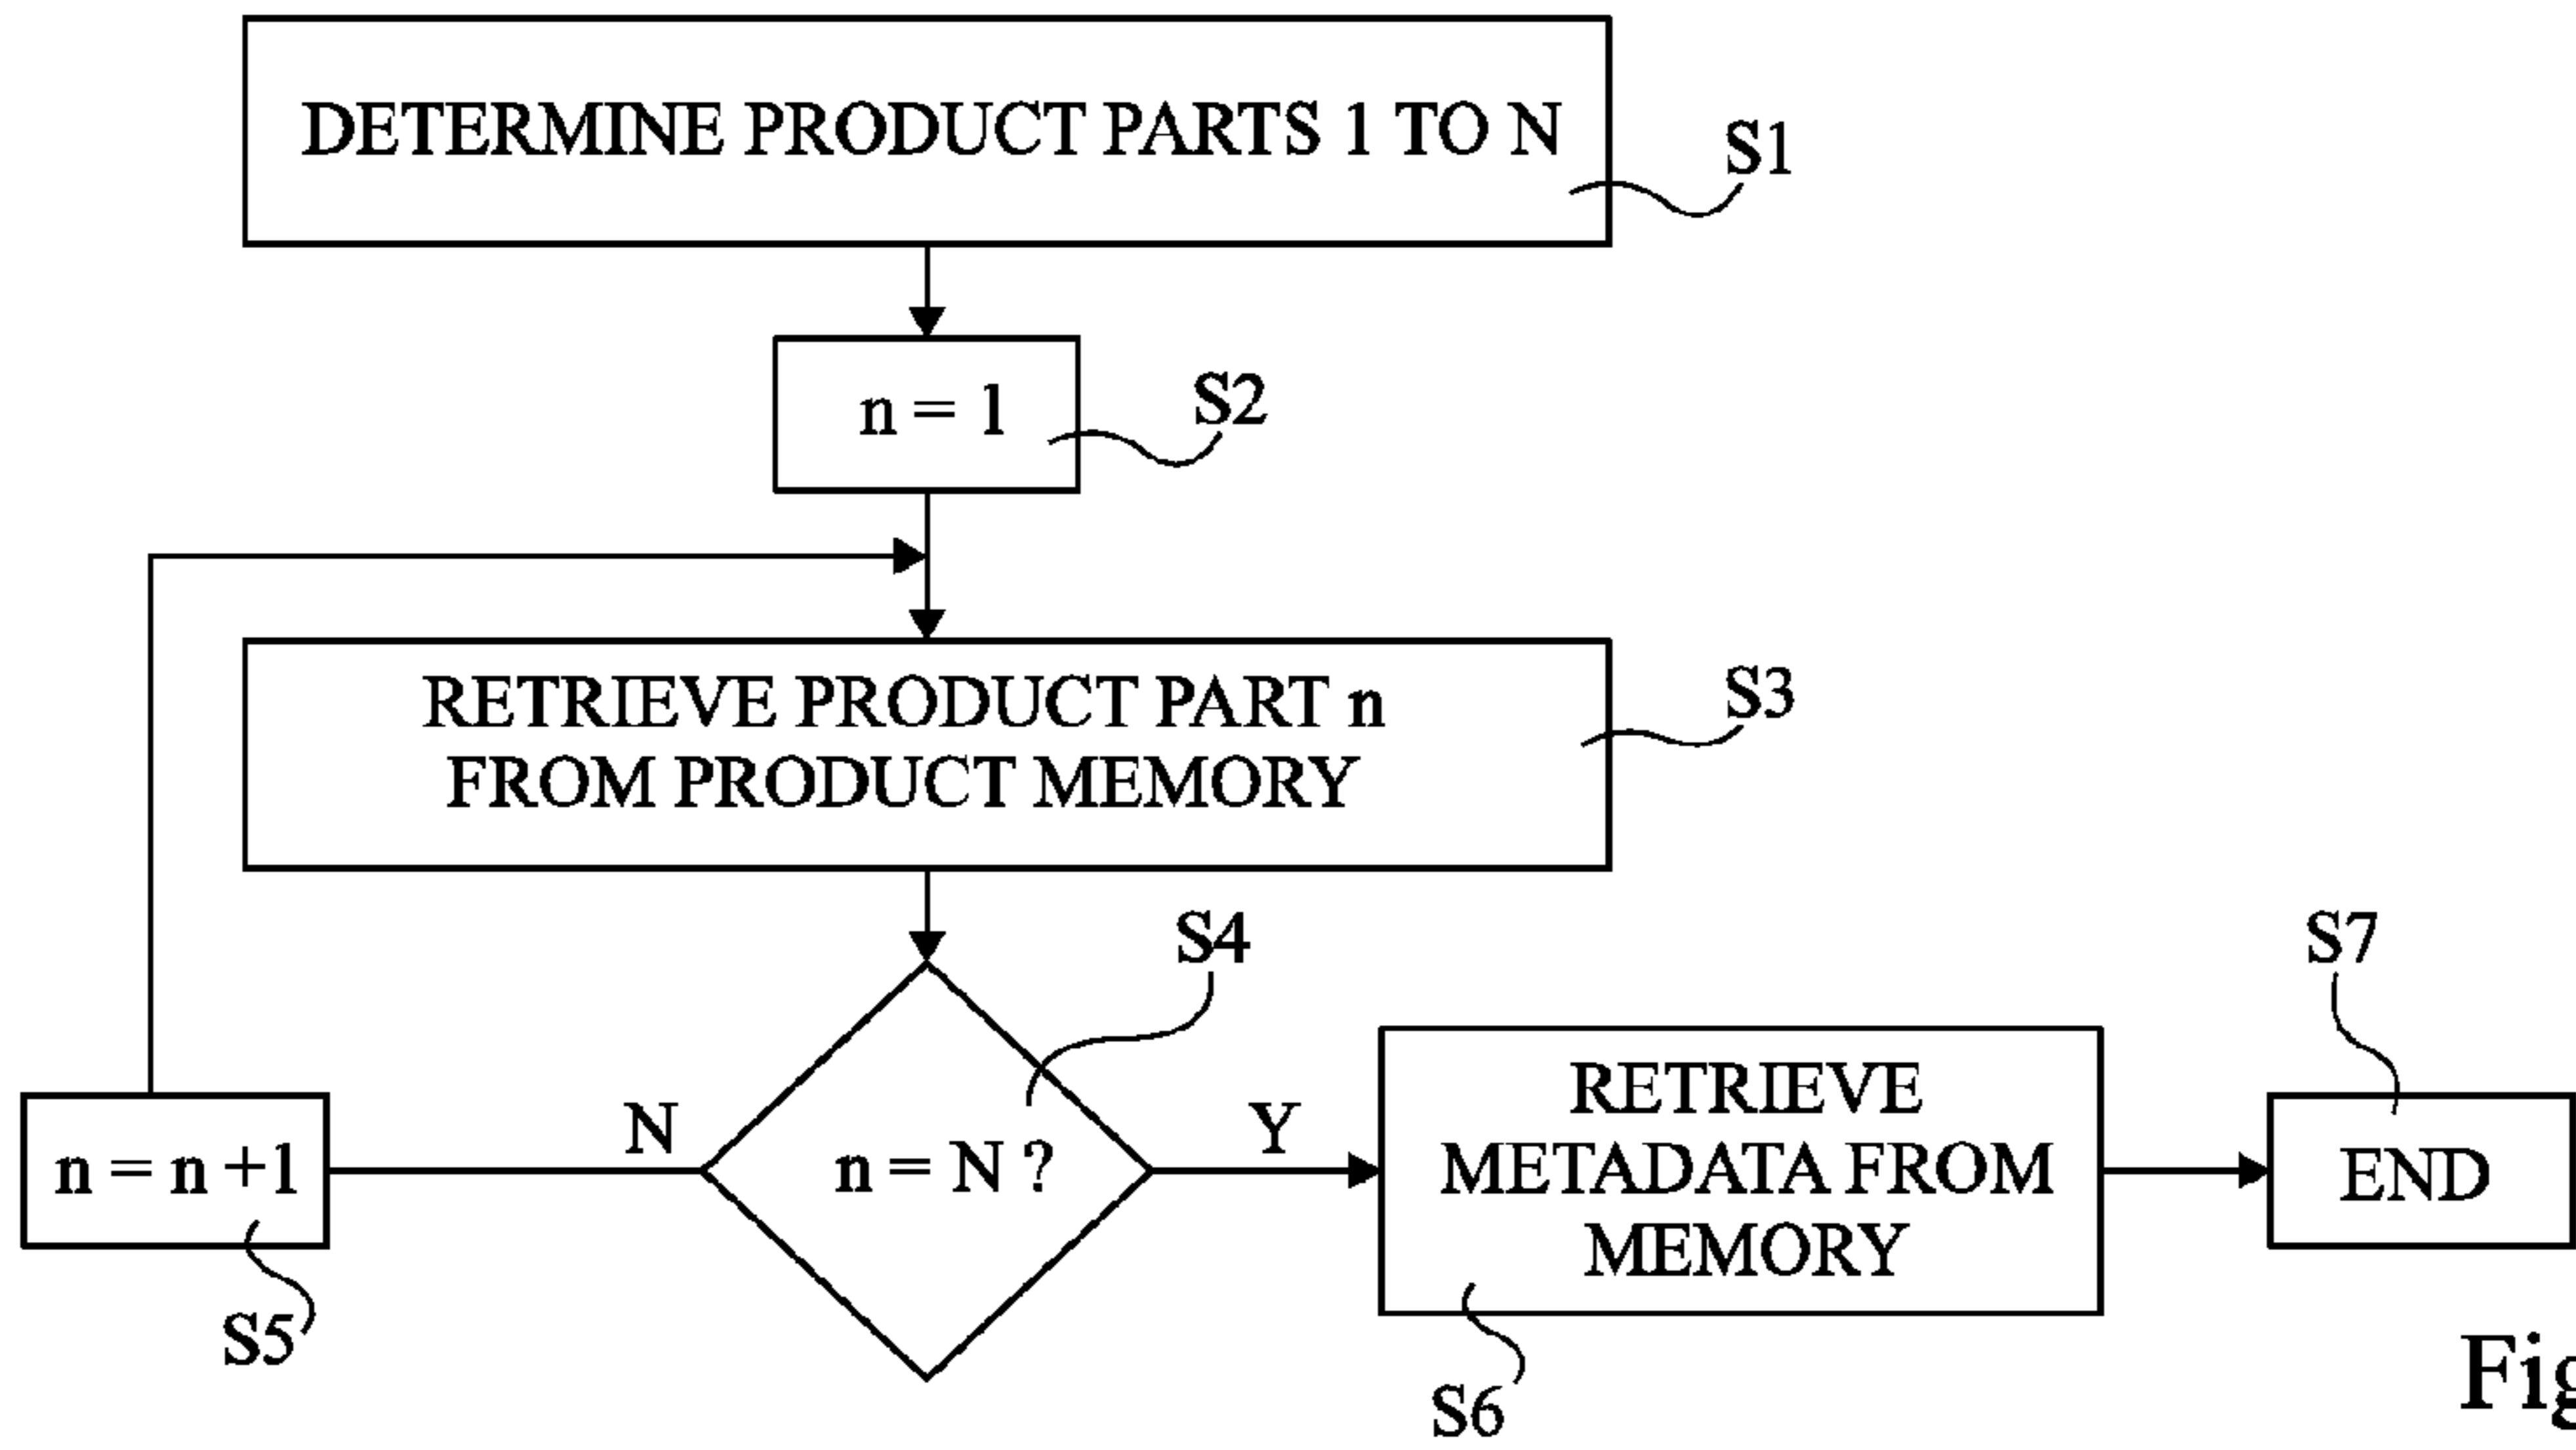 DETERMINE PRODUCT PARTS 1 TO N
S1
n = 1
S2
RETRIEVE PRODUCT PART n
FROM PRODUCT MEMORY
S3
S4
S7
n = n +1
N
n = N ?
Y
RETRIEVE
METADATA FROM
MEMORY
END
S5
S6